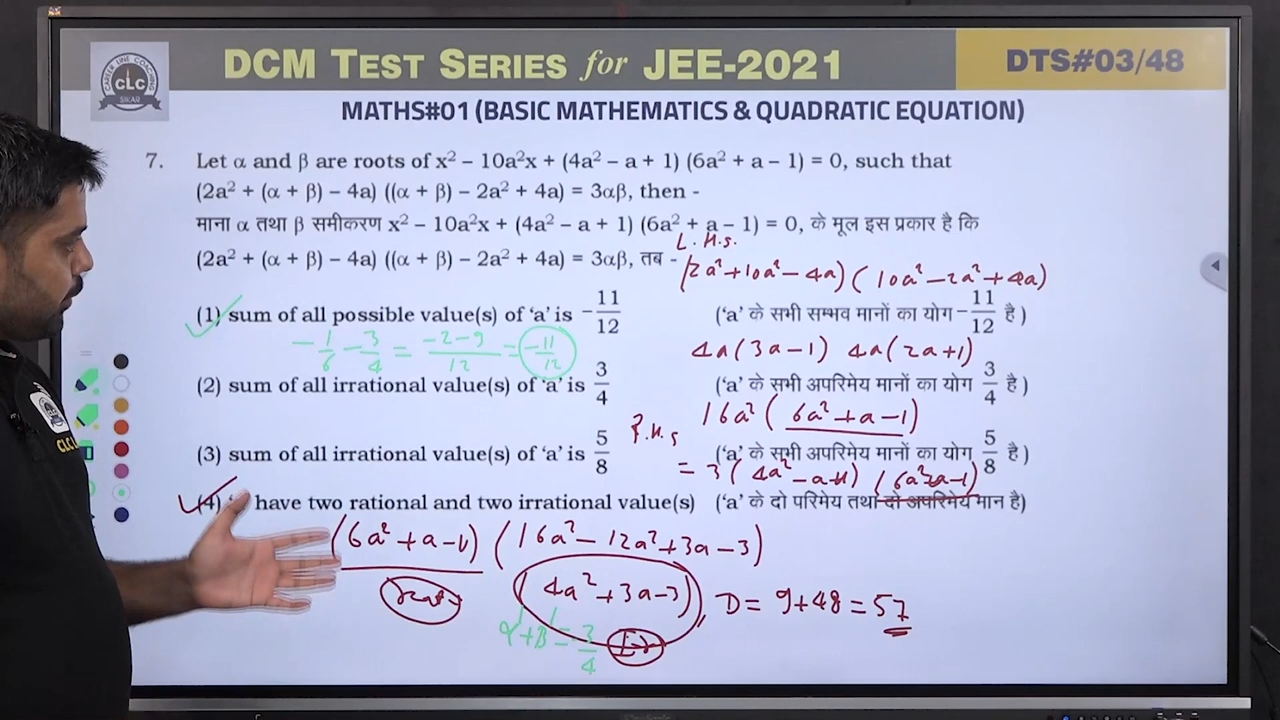 CAREER LINE COACHING
CLC
SIKAR
DCM TEST SERIES for JEE-2021
DTS#03/48
MATHS#01 (BASIC MATHEMATICS & QUADRATIC EQUATION)
7. Let α and β are roots of x² – 10a²x + (4a² – a + 1) (6a² + a – 1) = 0, such that
(2a² + (α + β) – 4a) ((α + β) – 2a² + 4a) = 3αβ, then -
माना α तथा β समीकरण x² – 10a²x + (4a² – a + 1) (6a² + a – 1) = 0, के मूल इस प्रकार है कि
(2a² + (α + β) – 4a) ((α + β) – 2a² + 4a) = 3αβ, तब -
L.H.S.
(2a²+10a²-4a) (10a²-2a²+4a)
(1) sum of all possible value(s) of 'a' is –11/12 ('a' के सभी सम्भव मानों का योग –11/12 है)
-1/6 -3/4 = -2-9/12 = -11/12
4a(3a-1) 4a(2a+1)
(2) sum of all irrational value(s) of 'a' is 3/4 ('a' के सभी अपरिमेय मानों का योग 3/4 है)
16a² (6a²+a-1)
R.H.S
(3) sum of all irrational value(s) of 'a' is 5/8 ('a' के सभी अपरिमेय मानों का योग 5/8 है)
= 3(4a²-a+1) (6a²+a-1)
(4) have two rational and two irrational value(s) ('a' के दो परिमेय तथा दो अपरिमेय मान है)
(6a²+a-1) (16a²-12a²+3a-3)
(4a²+3a-3) D= 9+48 = 57
α+β = 3/4
CLC